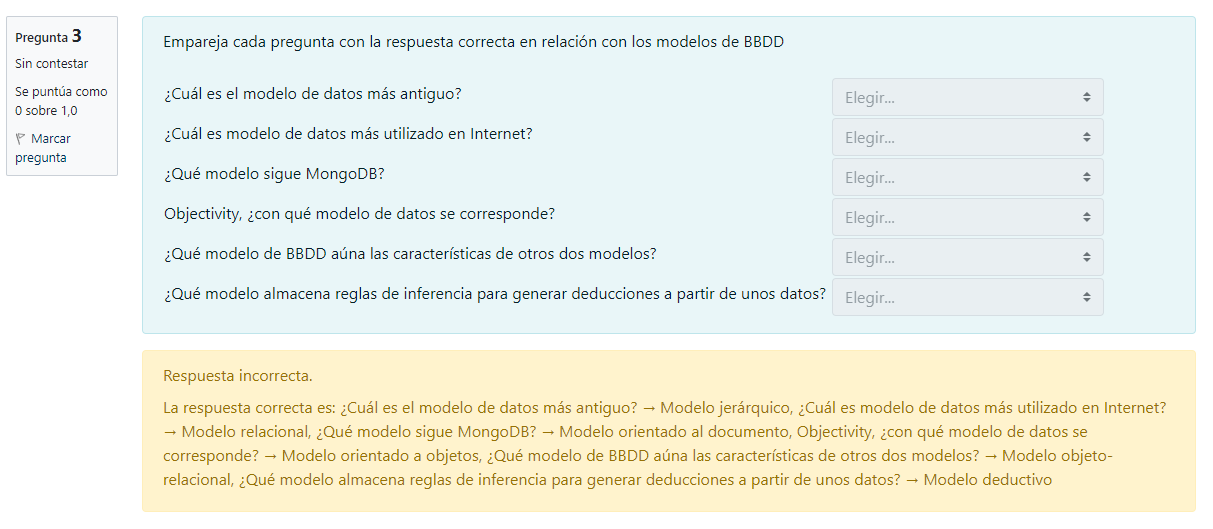 Pregunta 3
Sin contestar
Se puntúa como
0 sobre 1,0
Marcar
pregunta
Empareja cada pregunta con la respuesta correcta en relación con los modelos de BBDD
¿Cuál es el modelo de datos más antiguo?
Elegir...
¿Cuál es modelo de datos más utilizado en Internet?
Elegir...
¿Qué modelo sigue MongoDB?
Elegir...
Objectivity, ¿con qué modelo de datos se corresponde?
Elegir...
¿Qué modelo de BBDD aúna las características de otros dos modelos?
Elegir...
¿Qué modelo almacena reglas de inferencia para generar deducciones a partir de unos datos?
Elegir...
Respuesta incorrecta.
La respuesta correcta es: ¿Cuál es el modelo de datos más antiguo? → Modelo jerárquico, ¿Cuál es modelo de datos más utilizado en Internet?
→ Modelo relacional, ¿Qué modelo sigue MongoDB? → Modelo orientado al documento, Objectivity, ¿con qué modelo de datos se
corresponde? → Modelo orientado a objetos, ¿Qué modelo de BBDD aúna las características de otros dos modelos? → Modelo objeto-
relacional, ¿Qué modelo almacena reglas de inferencia para generar deducciones a partir de unos datos? → Modelo deductivo